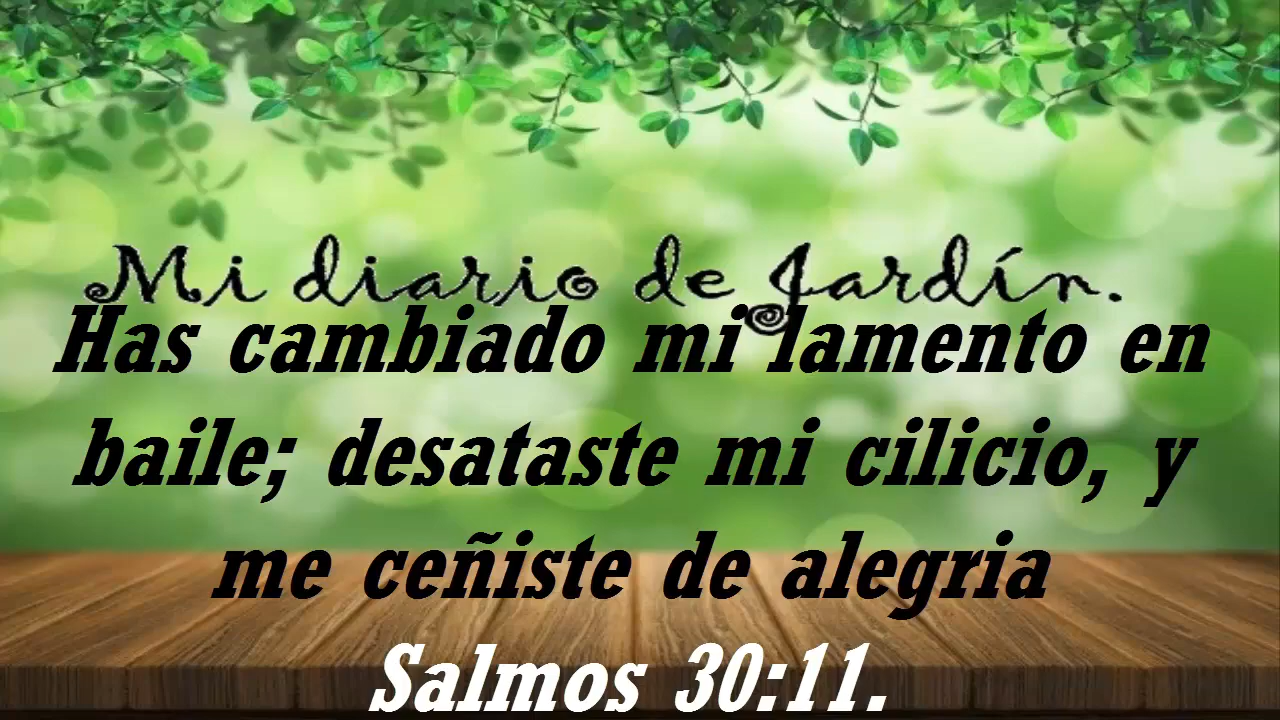 Mi diario de Jardín.
Has cambiado mi lamento en
baile; desataste mi cilicio, y
me ceñiste de alegria
Salmos 30:11.